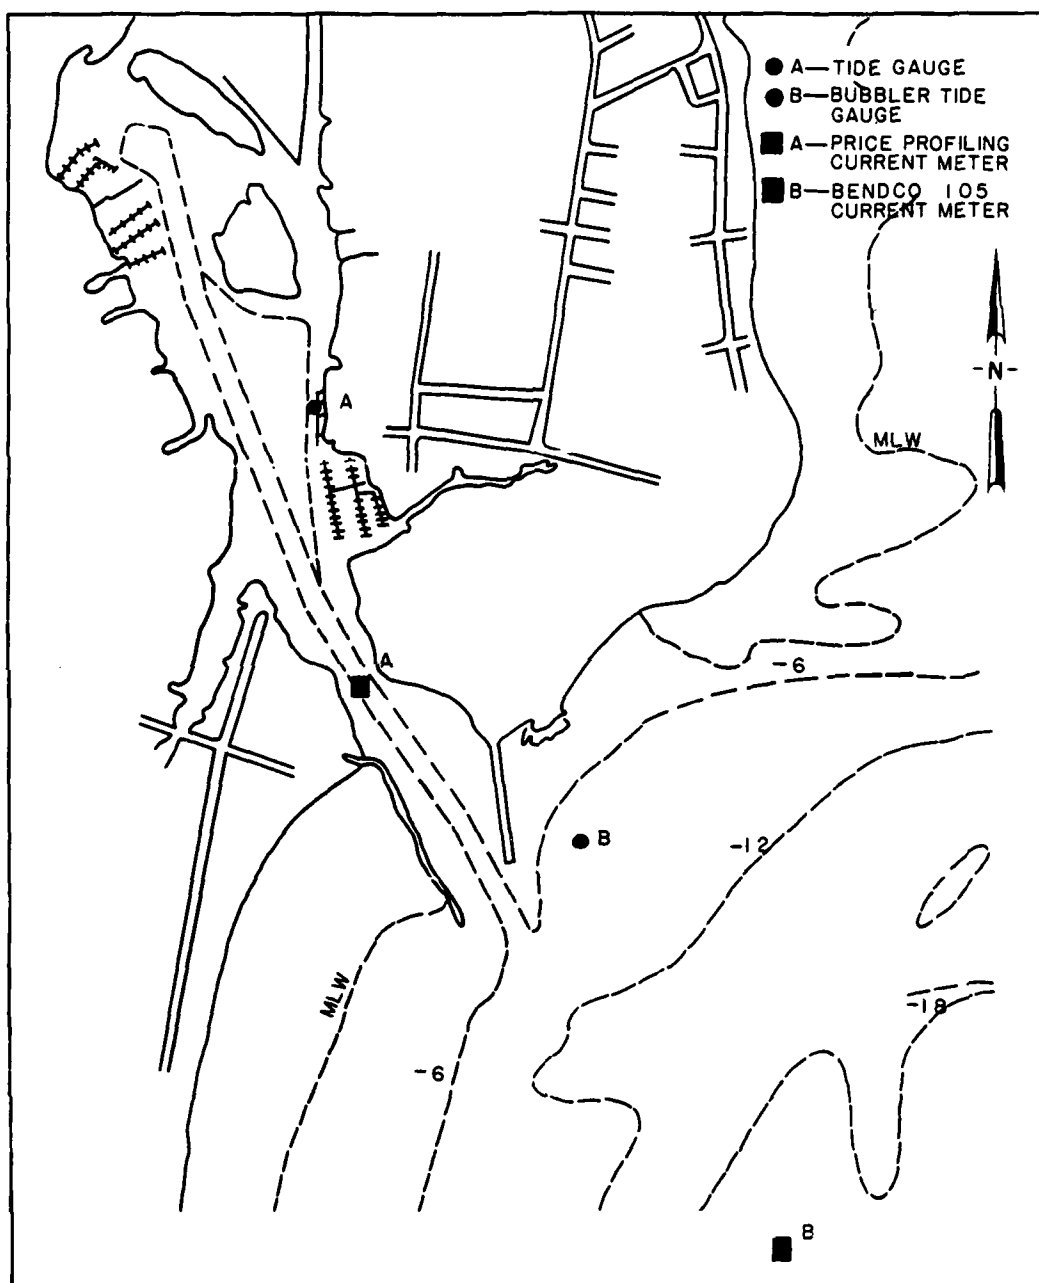 A—TIDE GAUGE
B—BUBBLER TIDE
GAUGE
A—PRICE PROFILING
CURRENT METER
B—BENDCO 105
CURRENT METER
-N-
A
MLW
A
-6
B
-12
MLW
-18
-6
B